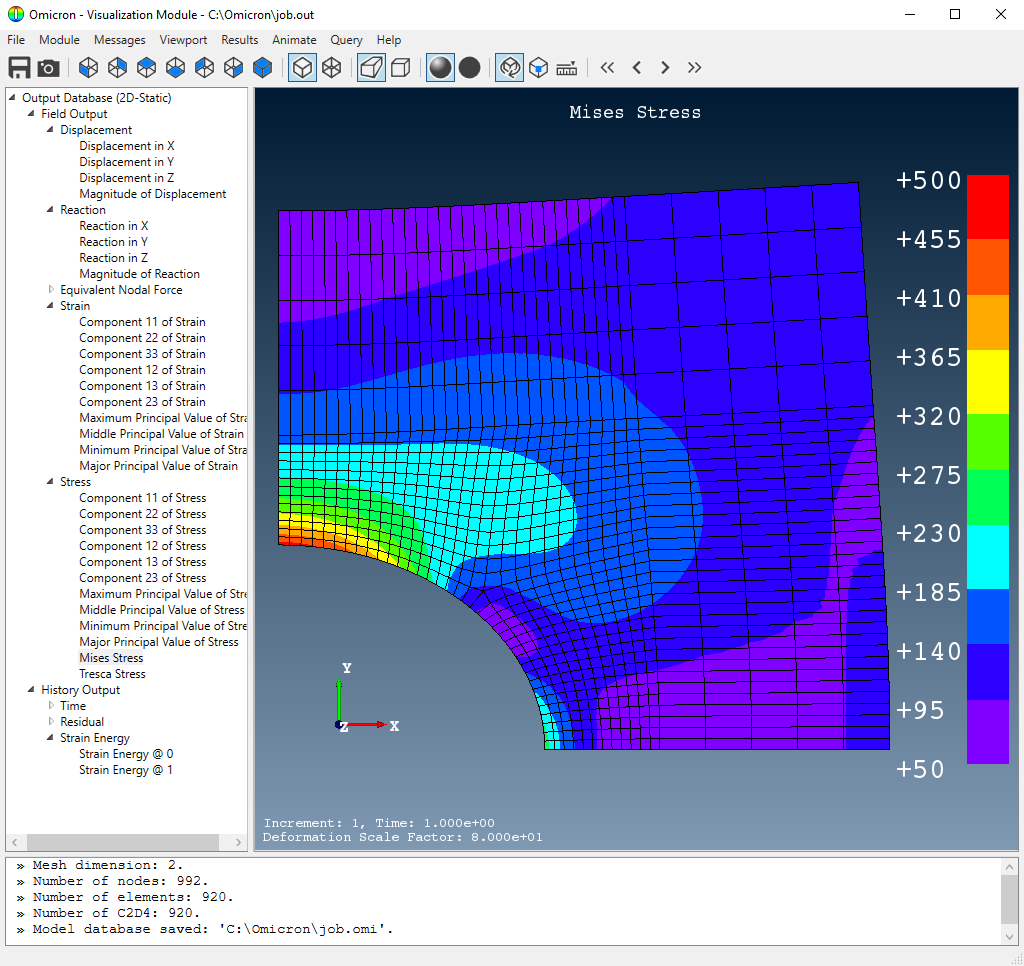 Omicron - Visualization Module - C:\Omicron\job.out
File Module Messages Viewport Results Animate Query Help
Output Database (2D-Static)
Field Output
Displacement
Displacement in X
Displacement in Y
Displacement in Z
Magnitude of Displacement
Reaction
Reaction in X
Reaction in Y
Reaction in Z
Magnitude of Reaction
Equivalent Nodal Force
Strain
Component 11 of Strain
Component 22 of Strain
Component 33 of Strain
Component 12 of Strain
Component 13 of Strain
Component 23 of Strain
Maximum Principal Value of Stra
Middle Principal Value of Strain
Minimum Principal Value of Stra
Major Principal Value of Strain
Stress
Component 11 of Stress
Component 22 of Stress
Component 33 of Stress
Component 12 of Stress
Component 13 of Stress
Component 23 of Stress
Maximum Principal Value of Stre
Middle Principal Value of Stress
Minimum Principal Value of Stre
Major Principal Value of Stress
Mises Stress
Tresca Stress
History Output
Time
Residual
Strain Energy
Strain Energy @ 0
Strain Energy @ 1
Mises Stress
+500
+455
+410
+365
+320
+275
+230
+185
+140
+95
+50
Y
Z X
Increment: 1, Time: 1.000e+00
Deformation Scale Factor: 8.000e+01
» Mesh dimension: 2.
» Number of nodes: 992.
» Number of elements: 920.
» Number of C2D4: 920.
» Model database saved: 'C:\Omicron\job.omi'.